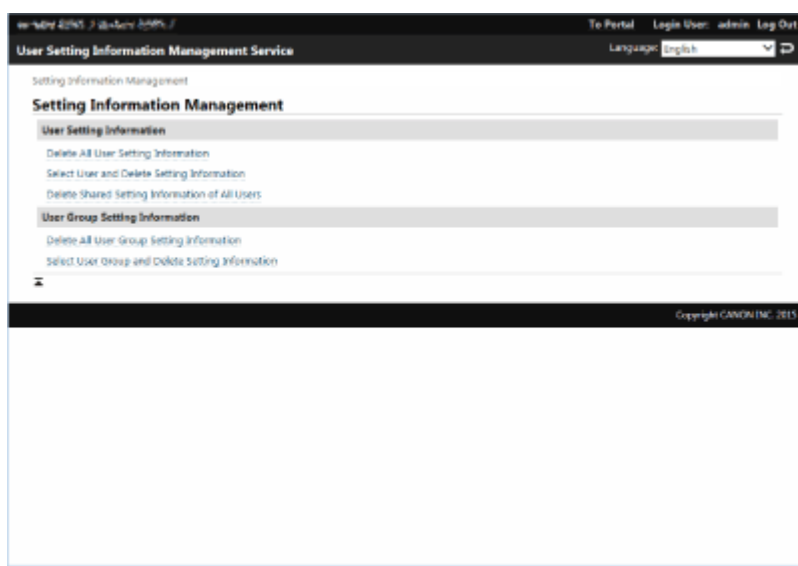 To Portal Login User: admin Log Out
User Setting Information Management Service Language: English
Setting Information Management
Setting Information Management
User Setting Information
Delete All User Setting Information
Select User and Delete Setting Information
Delete Shared Setting Information of All Users
User Group Setting Information
Delete All User Group Setting Information
Select User Group and Delete Setting Information
Copyright CANON INC. 2015